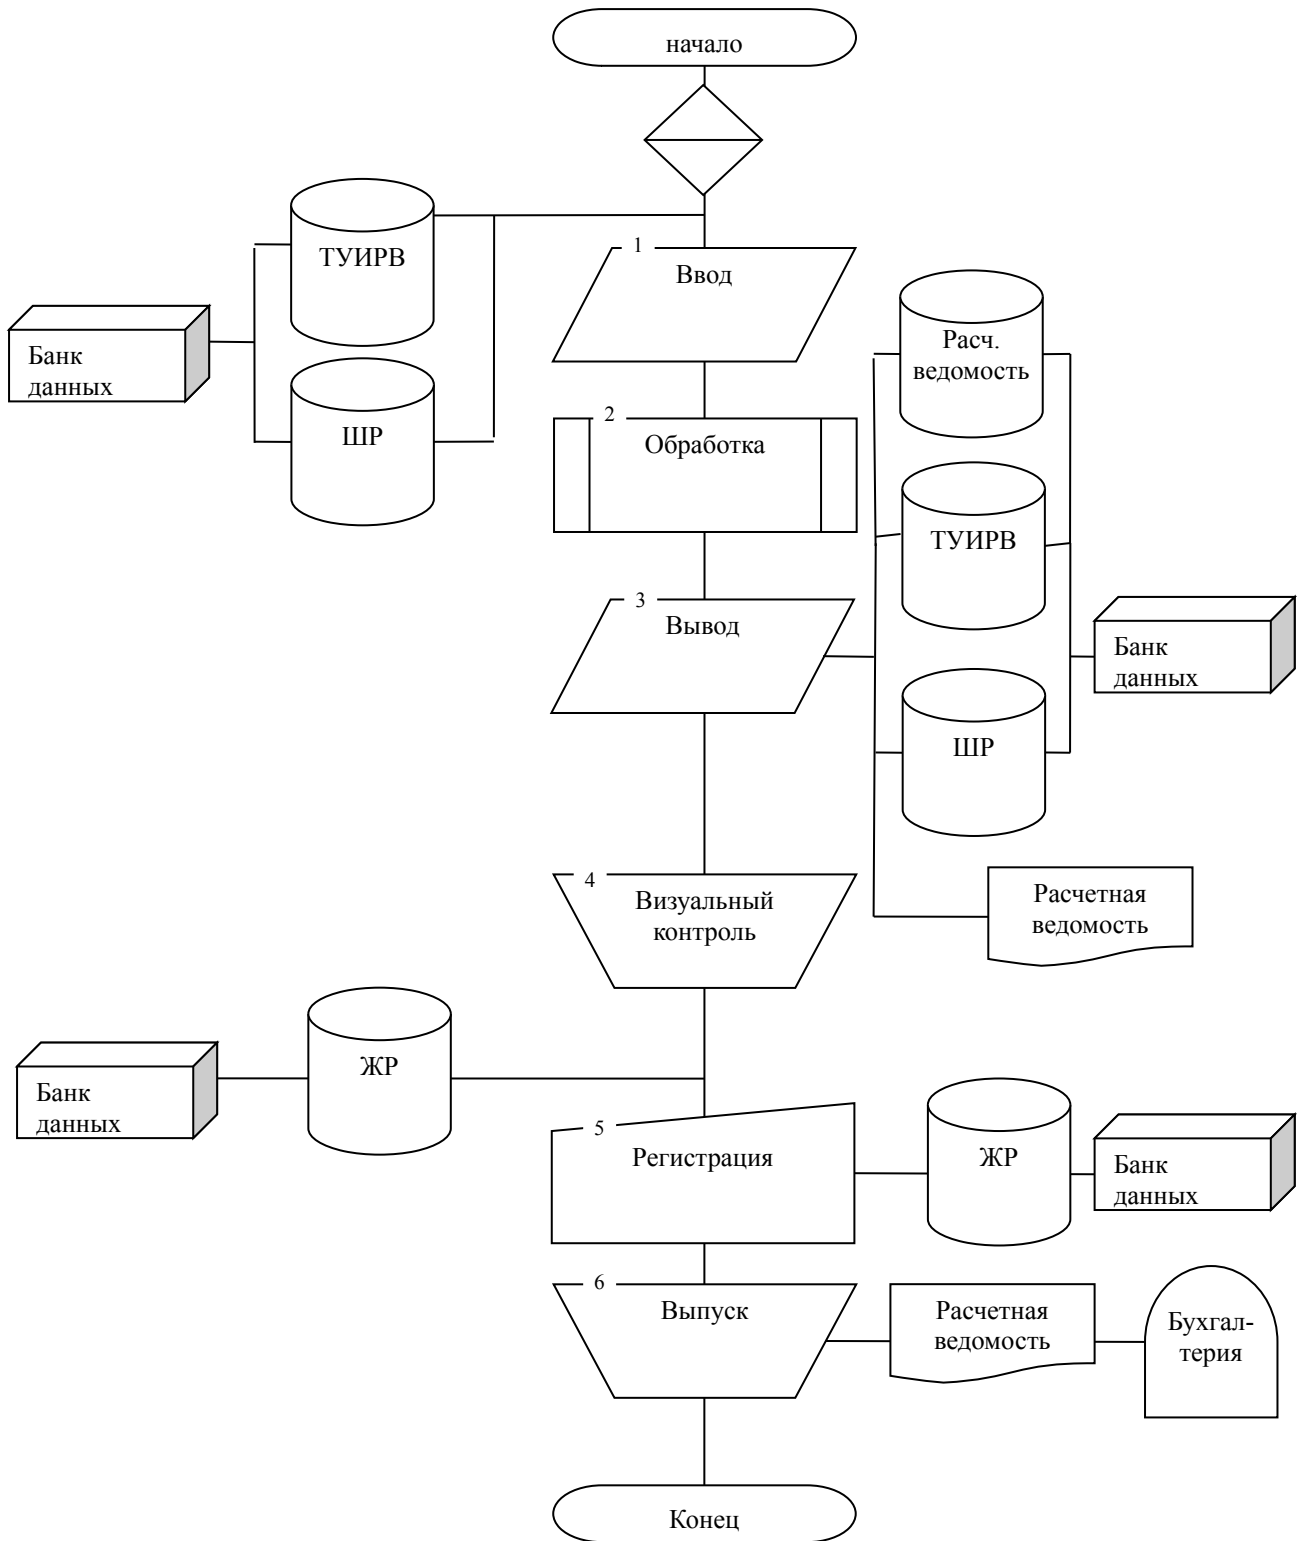 начало
ТУИРВ
1
Ввод
Банк
данных
Расч.
ведомость
ШР
2
Обработка
ТУИРВ
3
Вывод
Банк
данных
ШР
4
Визуальный
контроль
Расчетная
ведомость
ЖР
Банк
данных
5
Регистрация
ЖР
Банк
данных
6
Выпуск
Расчетная
ведомость
Бухгал-
терия
Конец